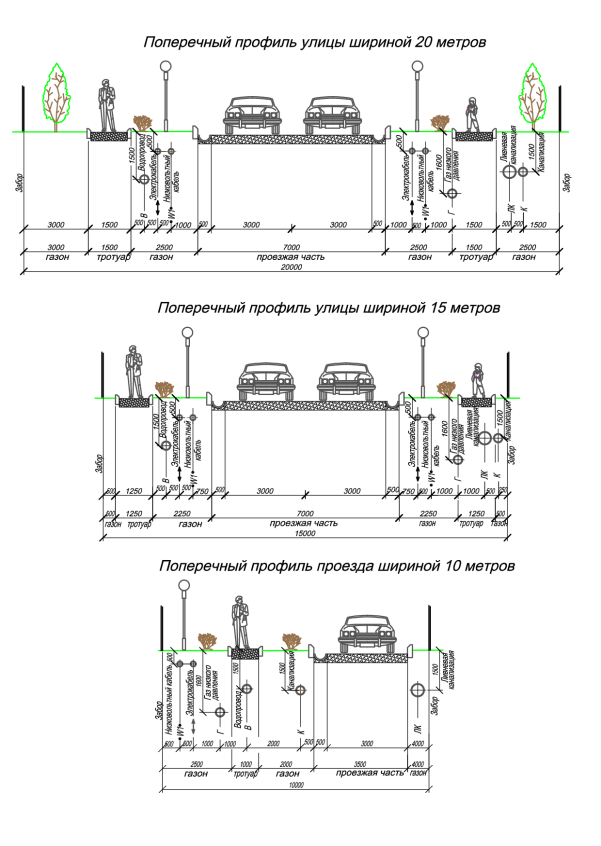 Поперечный профиль улицы шириной 20 метров
Забор
1500
Водопровод
В
500
Электрокабель
W1
Низковольтный кабель
500
Электрокабель
W1
Низковольтный кабель
1600
Газ низкого давления
Г
Ливневая канализация
ЛК
К
1500
Канализация
Забор
3000 1500 500 500 500 1000 500 3000 3000 500 1000 500 1000 1500 500 500 1500
3000 1500 2500 7000 2500 1500 2500
газон тротуар газон проезжая часть газон тротуар газон
20000
Поперечный профиль улицы шириной 15 метров
Забор
1500
Водопровод
В
500
Электрокабель
W1
Низковольтный кабель
500
Электрокабель
W1
Низковольтный кабель
1600
Газ низкого давления
Г
Ливневая канализация
ЛК
К
1500
Канализация
Забор
500 1250 500 500 500 750 500 3000 3000 500 750 500 1000 1000 500 250
500 1250 2250 7000 2250 1250 500
газон тротуар газон проезжая часть газон тротуар газон
15000
Поперечный профиль проезда шириной 10 метров
Забор
Низковольтный кабель
500
W1
Электрокабель
1600
Газ низкого давления
Г
1500
Водопровод
В
1500
Канализация
К
ЛК
1500
Ливневая канализация
Забор
1000 1000 2000 500 500 3000 4000
2500 1000 2000 3500 4000
газон тротуар газон проезжая часть газон
10000